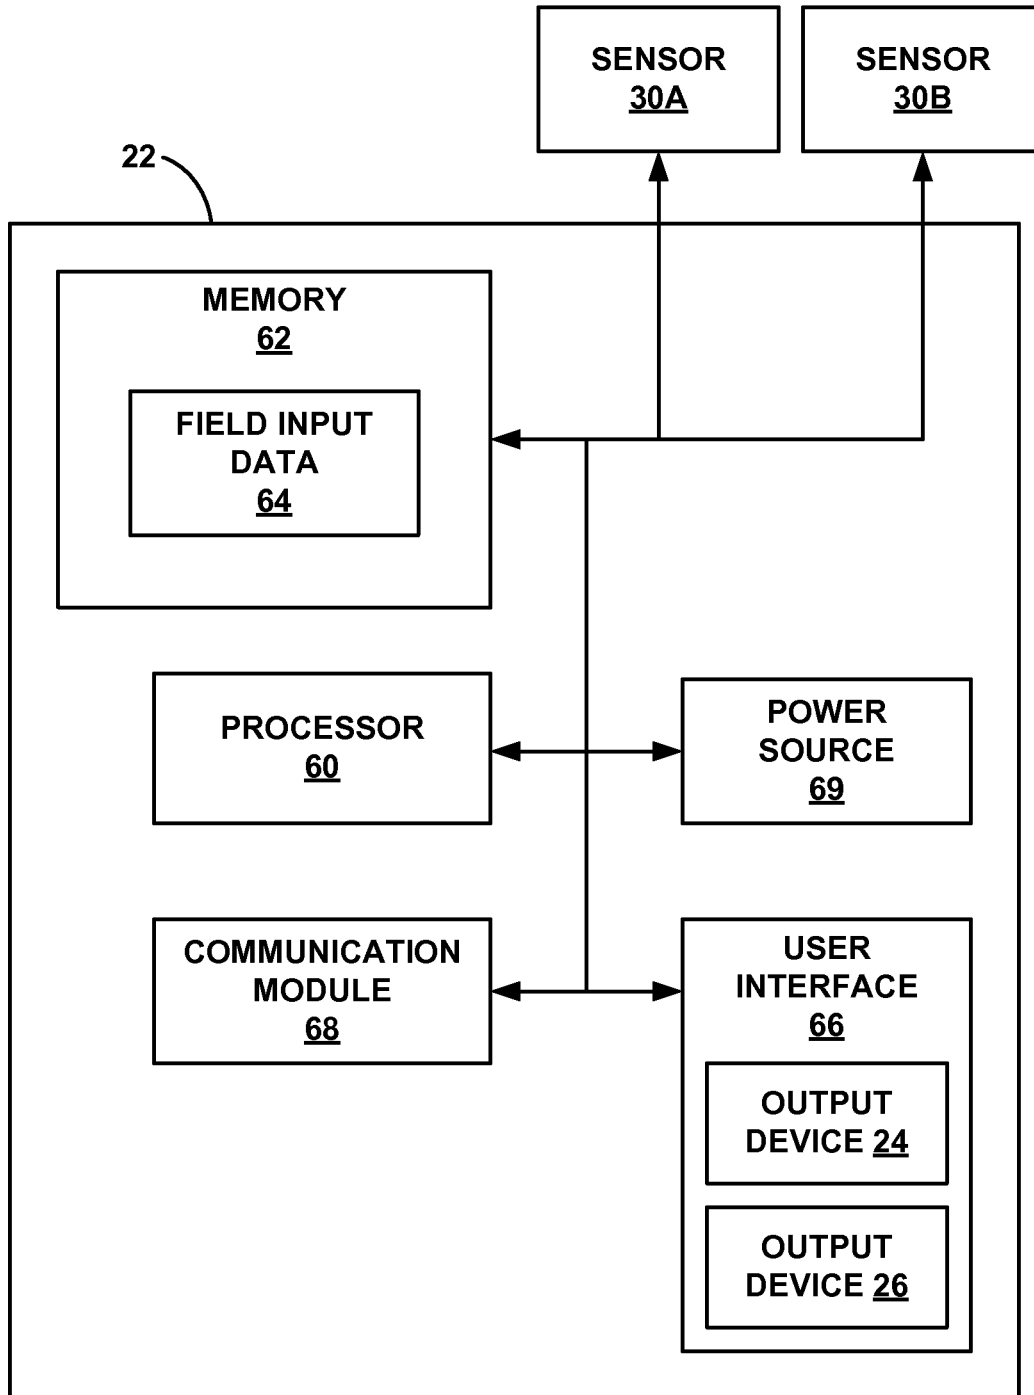 SENSOR
30A
SENSOR
30B
22
MEMORY
62
FIELD INPUT
DATA
64
PROCESSOR
60
POWER
SOURCE
69
COMMUNICATION
MODULE
68
USER
INTERFACE
66
OUTPUT
DEVICE 24
OUTPUT
DEVICE 26